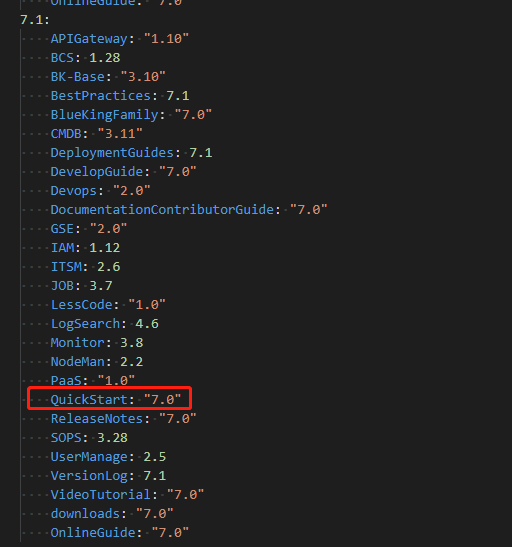 OnlineGuide: "7.0"
7.1:
APIGateway: "1.10"
BCS: 1.28
BK-Base: "3.10"
BestPractices: 7.1
BlueKingFamily: "7.0"
CMDB: "3.11"
DeploymentGuides: 7.1
DevelopGuide: "7.0"
Devops: "2.0"
DocumentationContributorGuide: "7.0"
GSE: "2.0"
IAM: 1.12
ITSM: 2.6
JOB: 3.7
LessCode: "1.0"
LogSearch: 4.6
Monitor: 3.8
NodeMan: 2.2
PaaS: "1.0"
QuickStart: "7.0"
ReleaseNotes: "7.0"
SOPS: 3.28
UserManage: 2.5
VersionLog: 7.1
VideoTutorial: "7.0"
downloads: "7.0"
OnlineGuide: "7.0"